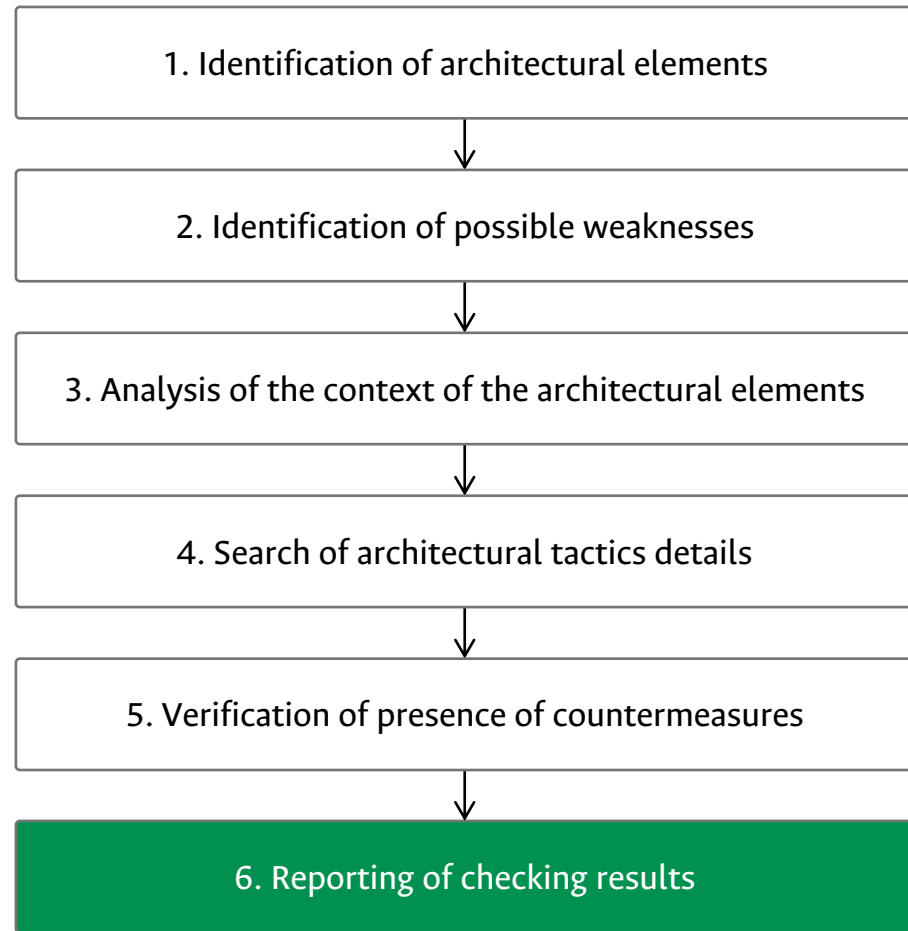 1. Identification of architectural elements
2. Identification of possible weaknesses
3. Analysis of the context of the architectural elements
4. Search of architectural tactics details
5. Verification of presence of countermeasures
6. Reporting of checking results